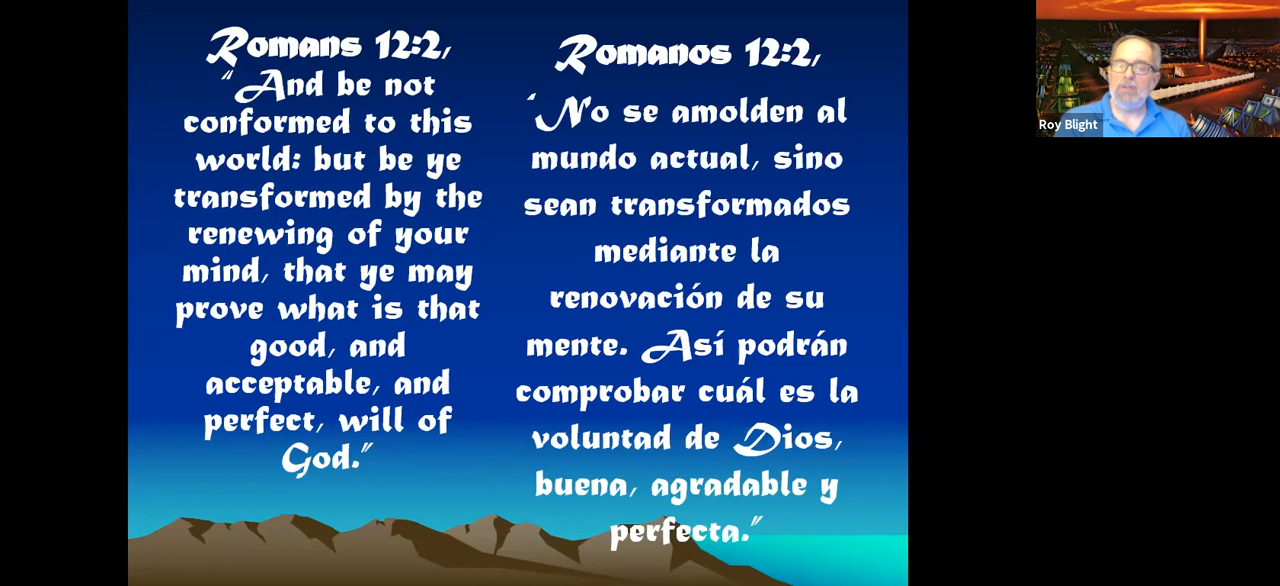 Romans 12:2,
“And be not
conformed to this
world: but be ye
transformed by the
renewing of your
mind, that ye may
prove what is that
good, and
acceptable, and
perfect, will of
God.”
Romanos 12:2,
‘No se amolden al
mundo actual, sino
sean transformados
mediante la
renovación de su
mente. Así podrán
comprobar cuál es la
voluntad de Dios,
buena, agradable y
perfecta.”
Roy Blight